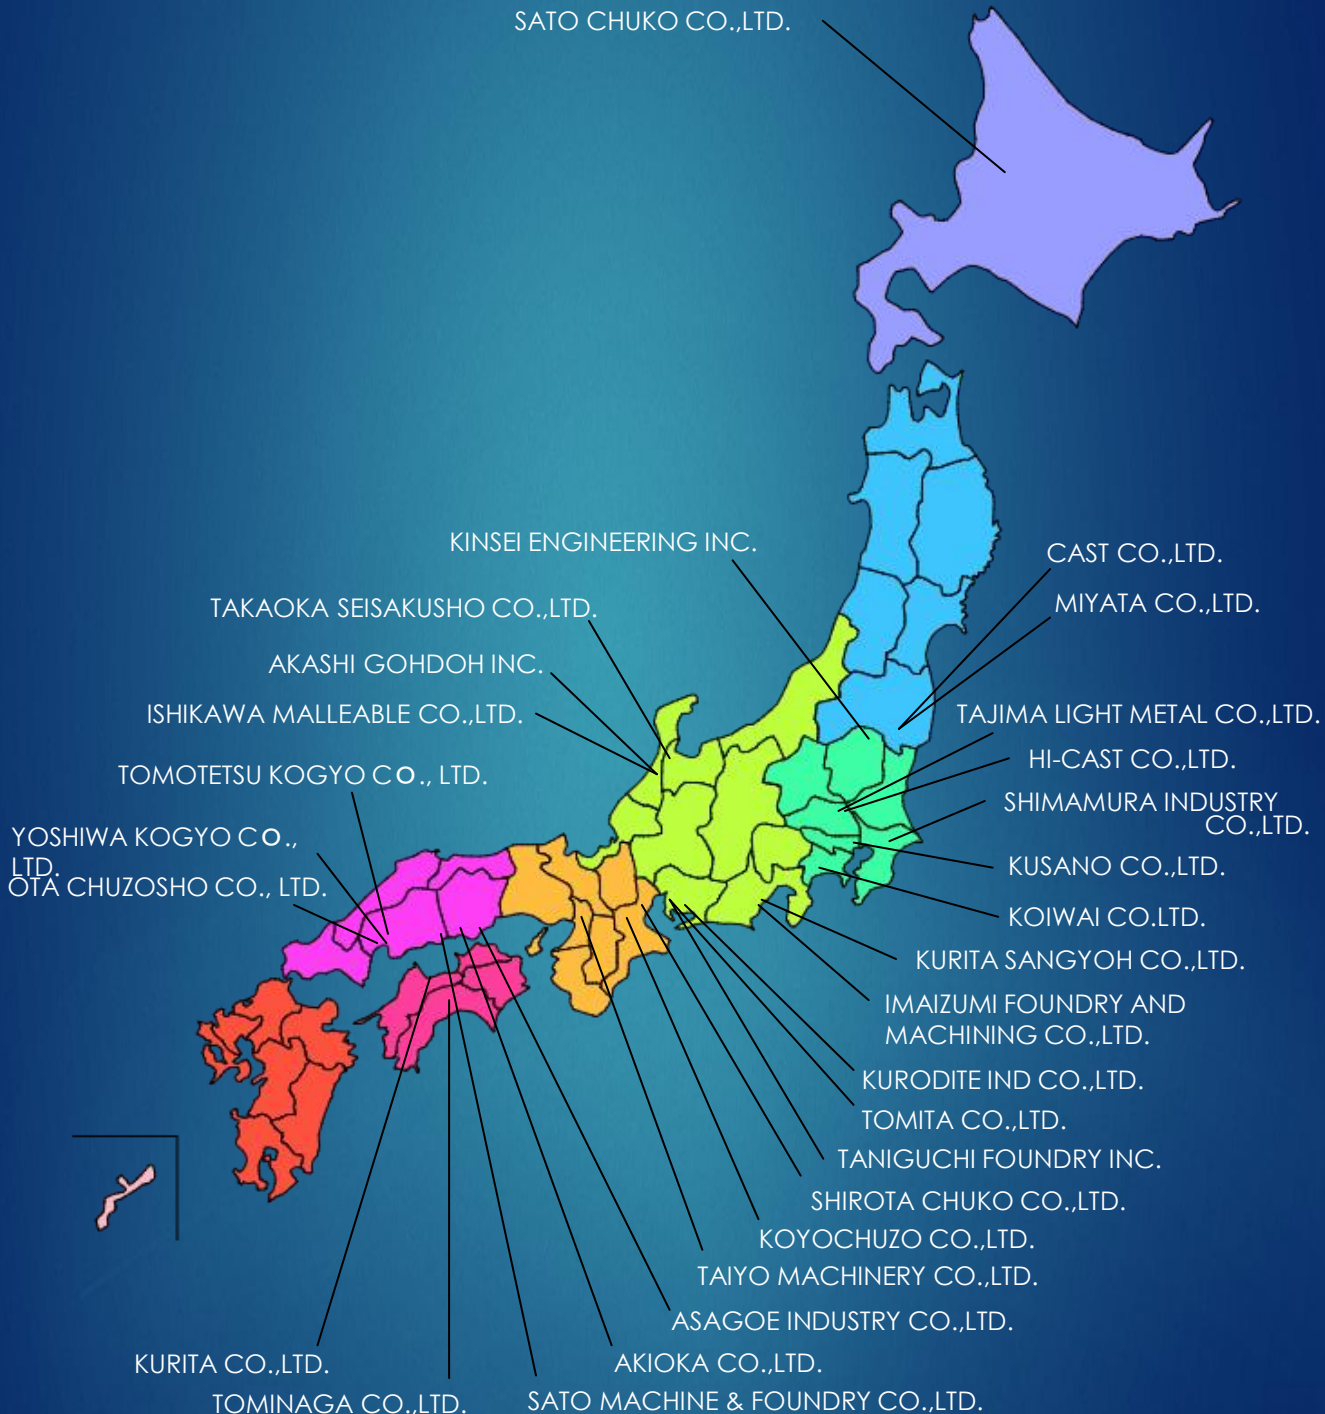 SATO CHUKO CO.,LTD.
KINSEI ENGINEERING INC.
CAST CO.,LTD.
TAKAOKA SEISAKUSHO CO.,LTD.
MIYATA CO.,LTD.
AKASHI GOHDOH INC.
ISHIKAWA MALLEABLE CO.,LTD.
TAJIMA LIGHT METAL CO.,LTD.
HI-CAST CO.,LTD.
TOMOTETSU KOGYO CO., LTD.
SHIMAMURA INDUSTRY
CO.,LTD.
YOSHIWA KOGYO CO.,
LTD.
KUSANO CO.,LTD.
OTA CHUZOSHO CO., LTD.
KOIWAI CO.LTD.
KURITA SANGYOH CO.,LTD.
IMAIZUMI FOUNDRY AND
MACHINING CO.,LTD.
KURODITE IND CO.,LTD.
TOMITA CO.,LTD.
TANIGUCHI FOUNDRY INC.
SHIROTA CHUKO CO.,LTD.
KOYOCHUZO CO.,LTD.
TAIYO MACHINERY CO.,LTD.
ASAGOE INDUSTRY CO.,LTD.
KURITA CO.,LTD.
AKIOKA CO.,LTD.
TOMINAGA CO.,LTD.
SATO MACHINE & FOUNDRY CO.,LTD.